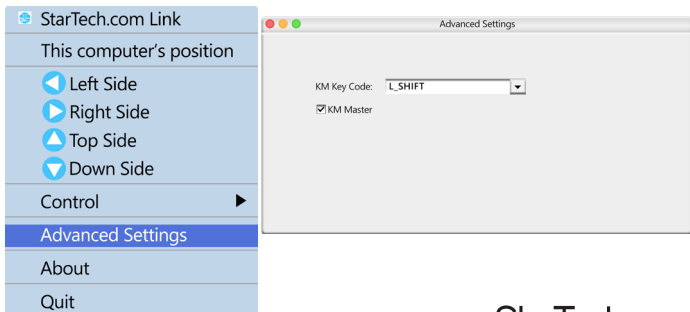 StarTech.com Link
This computer's position
Left Side
Right Side
Top Side
Down Side
Control
Advanced Settings
About
Quit
Advanced Settings
KM Key Code: L_SHIFT
KM Master